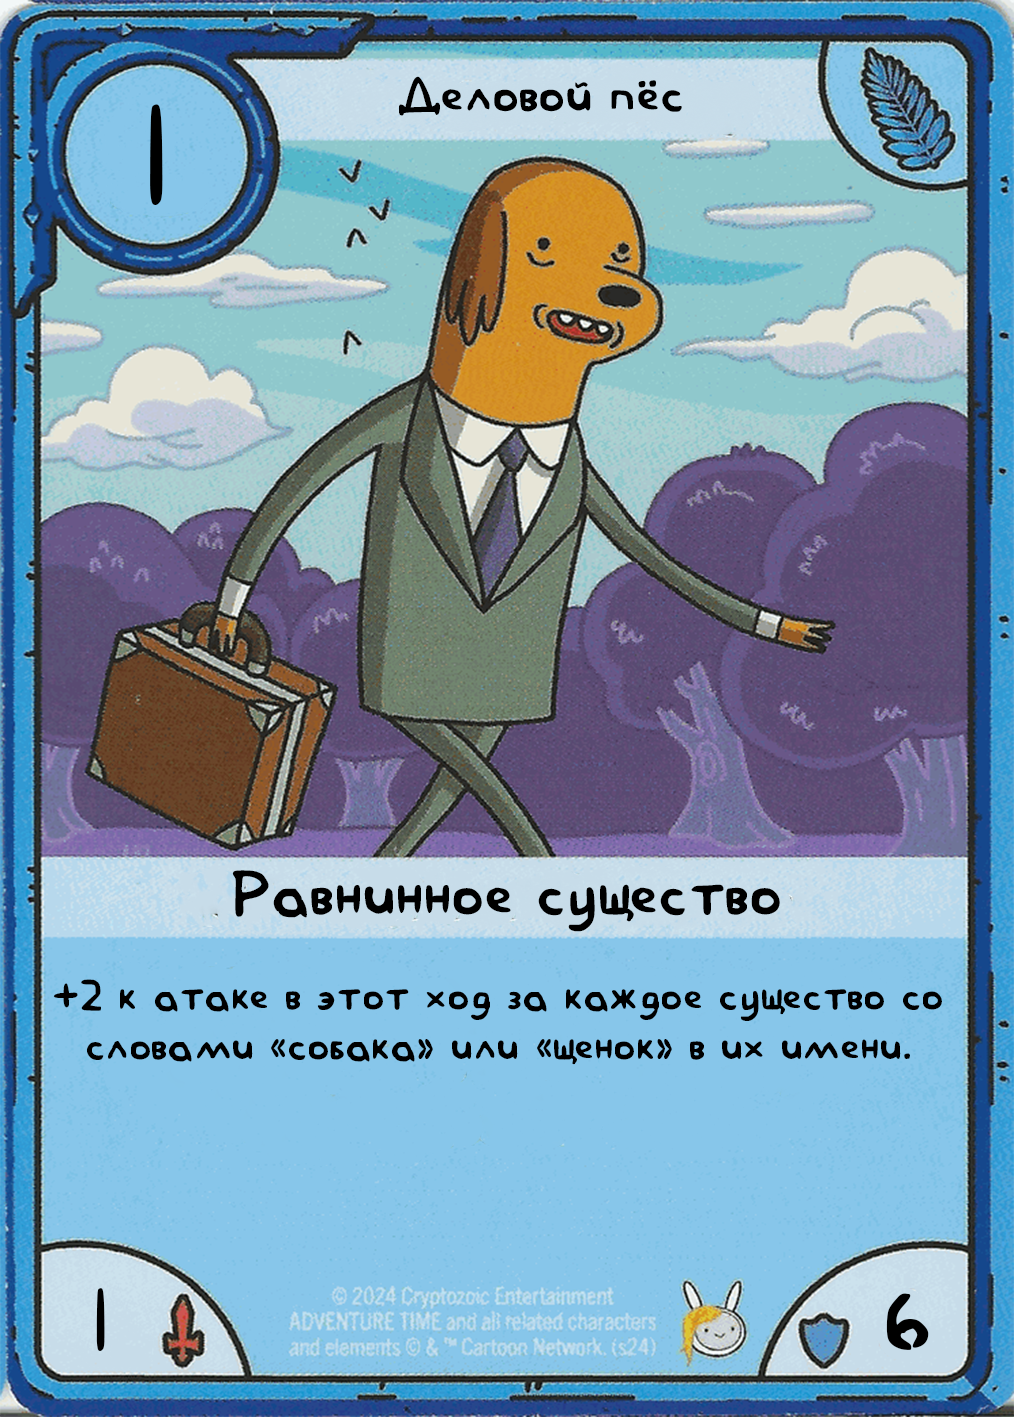 1
Деловой пёс
Равнинное существо
+2 к атаке в этот ход за каждое существо со
словами «собака» или «щенок» в их имени.
© 2024 Cryptozoic Entertainment
ADVENTURE TIME and all related characters
and elements © & ™ Cartoon Network. (s24)
1
6